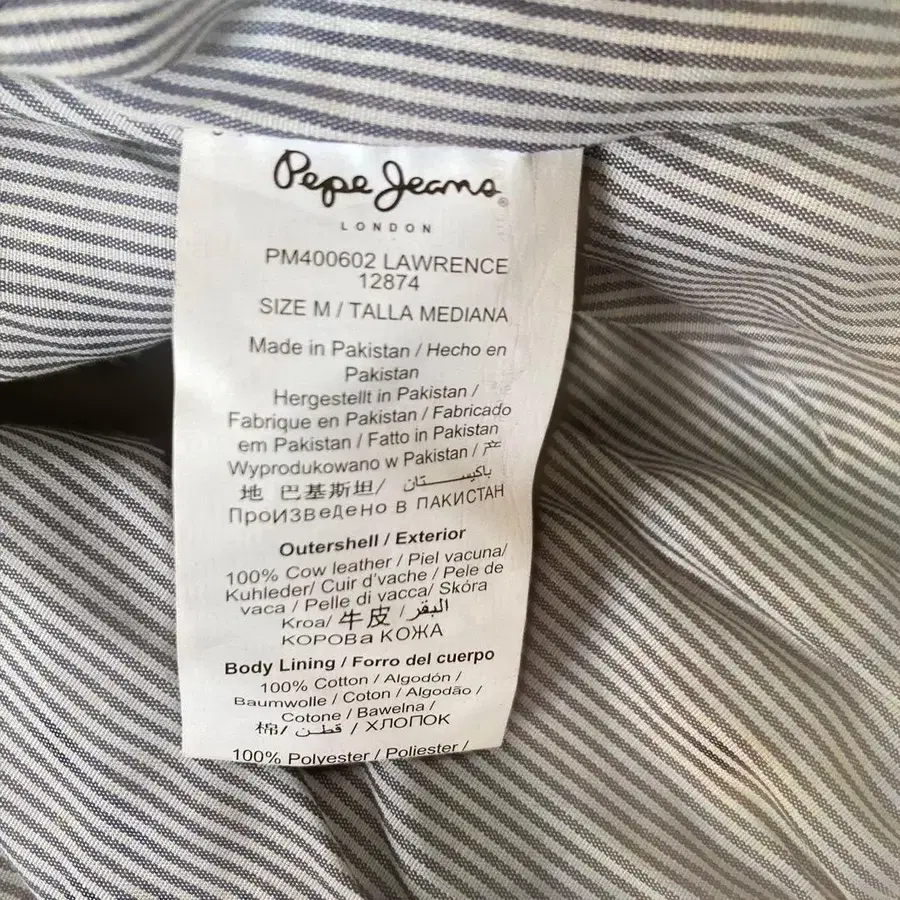 Pepe Jeans
LONDON
PM400602 LAWRENCE
12874
SIZE M / TALLA MEDIANA
Made in Pakistan / Hecho en
Pakistan
Hergestellt in Pakistan /
Fabrique en Pakistan / Fabricado
em Pakistan / Fatto in Pakistan
Wyprodukowano w Pakistan / 产
地 巴基斯坦/ باكيستان
ПроИЗВеДено В ПАКИСТАН
Outershell / Exterior
100% Cow leather / Piel vacuna/
Kuhleder/ Cuir d'vache / Pele de
vaca / Pelle di vacca/ Skóra
Kroa/ 牛皮 / البقر
КОРОВа КОЖА
Body Lining / Forro del cuerpo
100% Cotton / Algodón /
Baumwolle / Coton / Algodão /
Cotone / Bawelna /
棉/ قطن / ХЛОПОК
100% Polyester / Poliester /